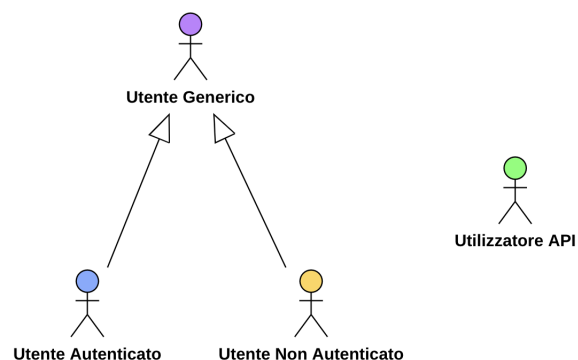 Utente Generico
Utilizzatore API
Utente Autenticato
Utente Non Autenticato